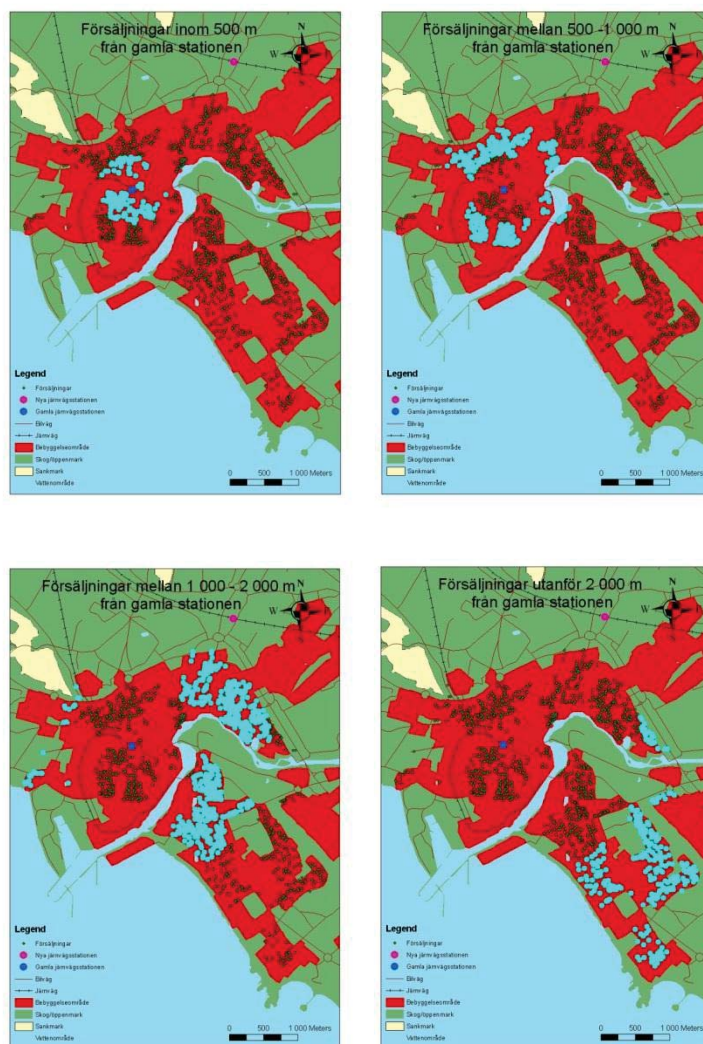 Försäljningar inom 500 m
från gamla stationen
N
W
E
Legend
Försäljningar
Nya järnvägsstationen
Gamla järnvägsstationen
Bilväg
Järnväg
Bebyggelseområde
Skog/öppenmark
Sankmark
Vattenområde
0 500 1 000 Meters
Försäljningar mellan 500 -1 000 m
från gamla stationen
N
W
E
Legend
Försäljningar
Nya järnvägsstationen
Gamla järnvägsstationen
Bilväg
Järnväg
Bebyggelseområde
Skog/öppenmark
Sankmark
Vattenområde
0 500 1 000 Meters
Försäljningar mellan 1 000 - 2 000 m
från gamla stationen
N
W
E
Legend
Försäljningar
Nya järnvägsstationen
Gamla järnvägsstationen
Bilväg
Järnväg
Bebyggelseområde
Skog/öppenmark
Sankmark
Vattenområde
0 500 1 000 Meters
Försäljningar utanför 2 000 m
från gamla stationen
N
W
E
Legend
Försäljningar
Nya järnvägsstationen
Gamla järnvägsstationen
Bilväg
Järnväg
Bebyggelseområde
Skog/öppenmark
Sankmark
Vattenområde
0 500 1 000 Meters